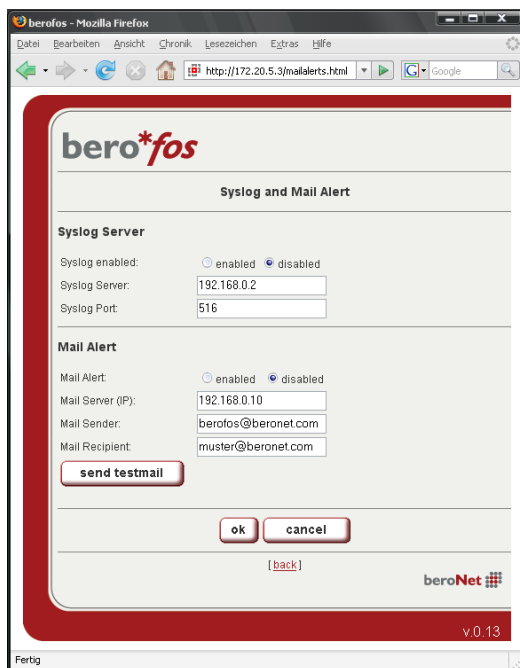 berofos - Mozilla Firefox
Datei Bearbeiten Ansicht Chronik Lesezeichen Extras Hilfe
http://172.20.5.3/mailalerts.html G Google
bero*fos
Syslog and Mail Alert
Syslog Server
Syslog enabled: enabled disabled
Syslog Server: 192.168.0.2
Syslog Port: 516
Mail Alert
Mail Alert: enabled disabled
Mail Server (IP): 192.168.0.10
Mail Sender: berofos@beronet.com
Mail Recipient: muster@beronet.com
send testmail
ok cancel
[ back ]
beroNet
v.0.13
Fertig